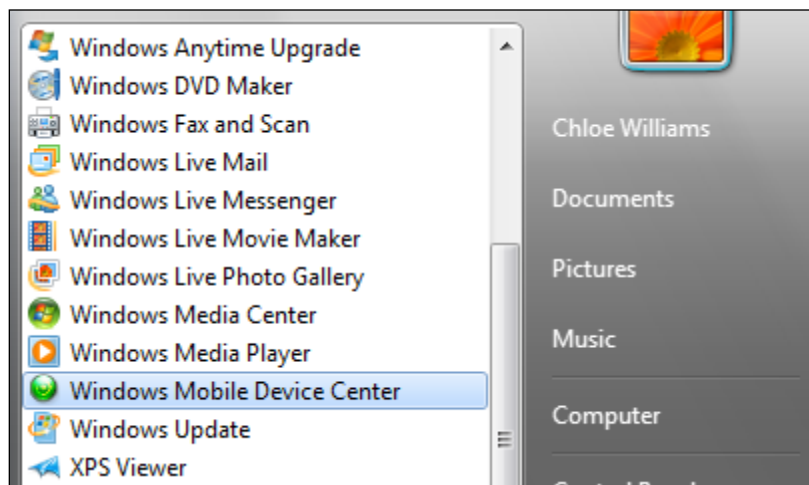 Windows Anytime Upgrade
Windows DVD Maker
Windows Fax and Scan
Windows Live Mail
Windows Live Messenger
Windows Live Movie Maker
Windows Live Photo Gallery
Windows Media Center
Windows Media Player
Windows Mobile Device Center
Windows Update
XPS Viewer
Chloe Williams
Documents
Pictures
Music
Computer